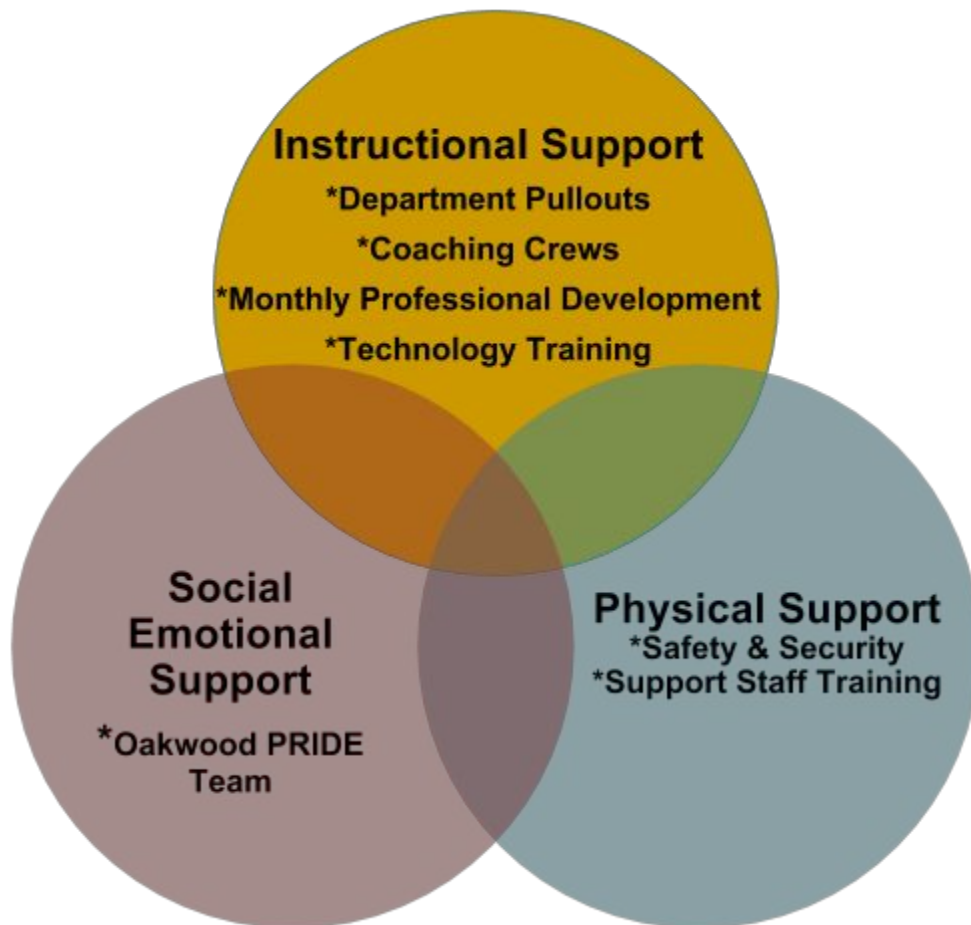 Instructional Support
*Department Pullouts
*Coaching Crews
*Monthly Professional Development
*Technology Training
Social
Emotional
Support
*Oakwood PRIDE
Team
Physical Support
*Safety & Security
*Support Staff Training